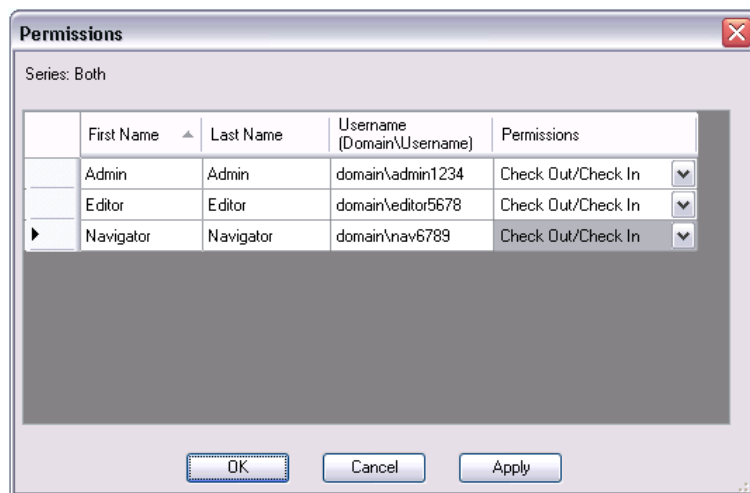 Permissions
Series: Both
First Name Last Name Username (Domain\Username) Permissions
Admin Admin domain\admin1234 Check Out/Check In
Editor Editor domain\editor5678 Check Out/Check In
Navigator Navigator domain\nav6789 Check Out/Check In
OK Cancel Apply